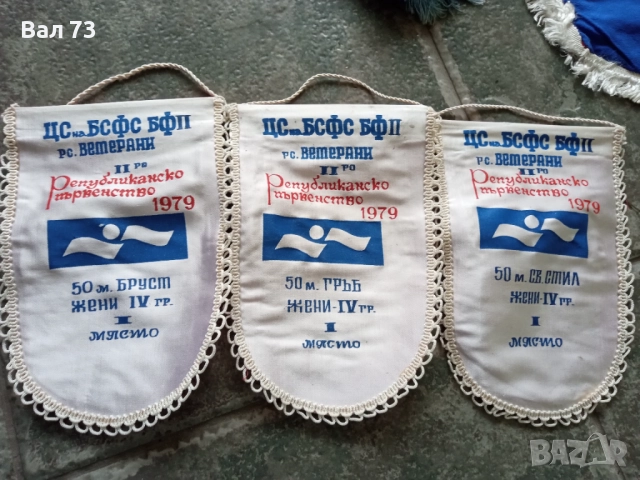 Вал 73
ЦС на БСФС БФП
РС. ВЕТЕРАНИ
II РО
Републиканско
първенство
1979
50 м. БРУСТ
ЖЕНИ IV ГР.
I
МЯСТО
ЦС на БСФС БФП
РС. ВЕТЕРАНИ
II РО
Републиканско
първенство
1979
50 м. ГРЪБ
ЖЕНИ-IV ГР.
I
МЯСТО
ЦС на БСФС БФП
РС. ВЕТЕРАНИ
II РО
Републиканско
първенство
1979
50 м. СВ. СТИЛ
ЖЕНИ-IV ГР.
I
МЯСТО
BAZAR